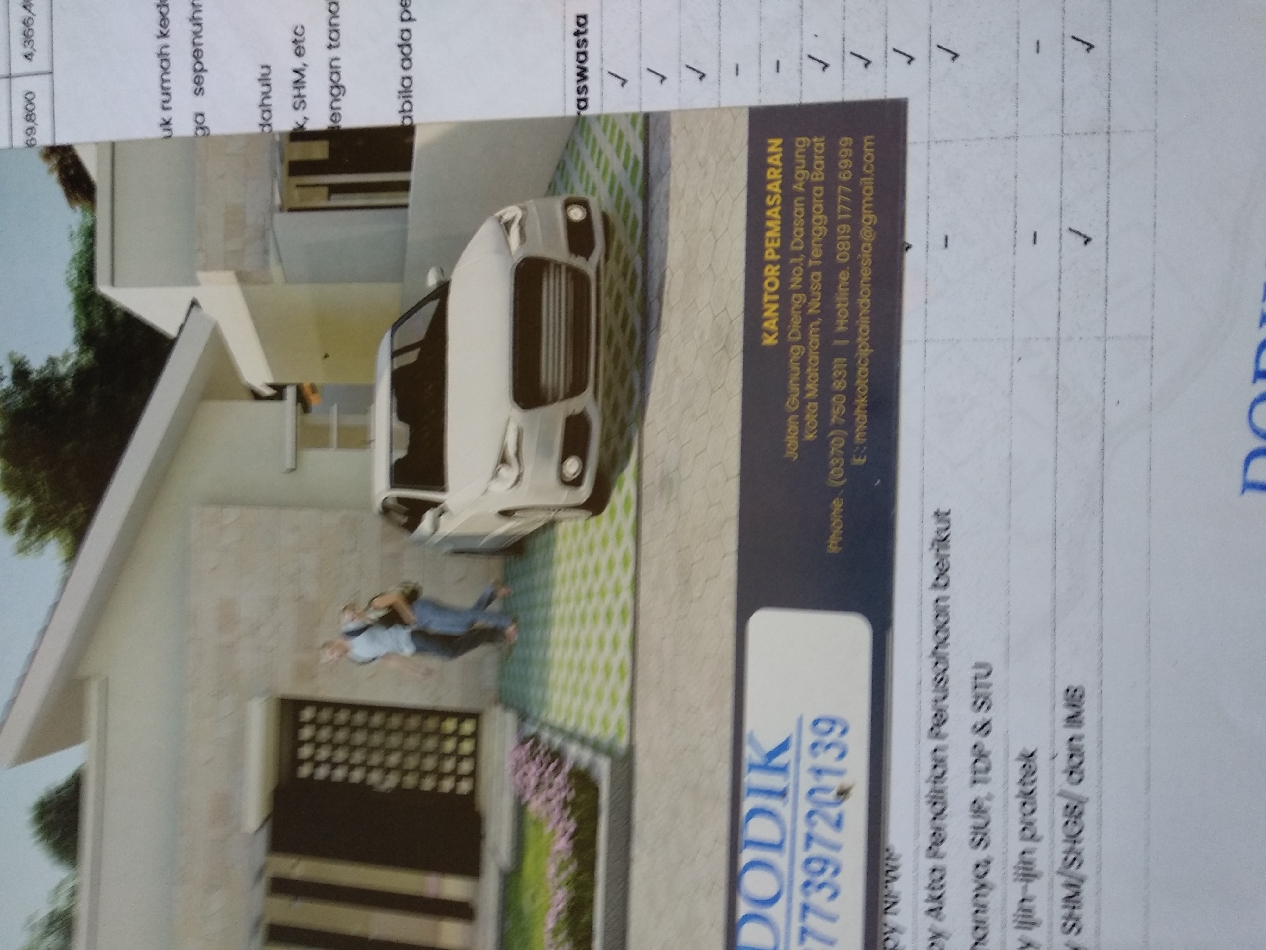 69,800 4,366,4
uk rumah ked
ga sepenuhn
dahulu
k, SHM, etc
dengan tana
abila ada pe
raswasta
DODIK
7739720139
KANTOR PEMASARAN
Jalan Gunung Dieng No.1, Dasan Agung
Kota Mataram, Nusa Tenggara Barat
Phone. (0370) 750 8311 | Hotline. 0819 1777 6999
E : mahkotaciptaindonesia@gmail.com
py NPWP
py Akta Pendirian Perusahaan berikut
hannya, SIUP, TDP & SITU
y Ijin-ijin praktek
y SHM/SHGB/ dan IMB
DODIK